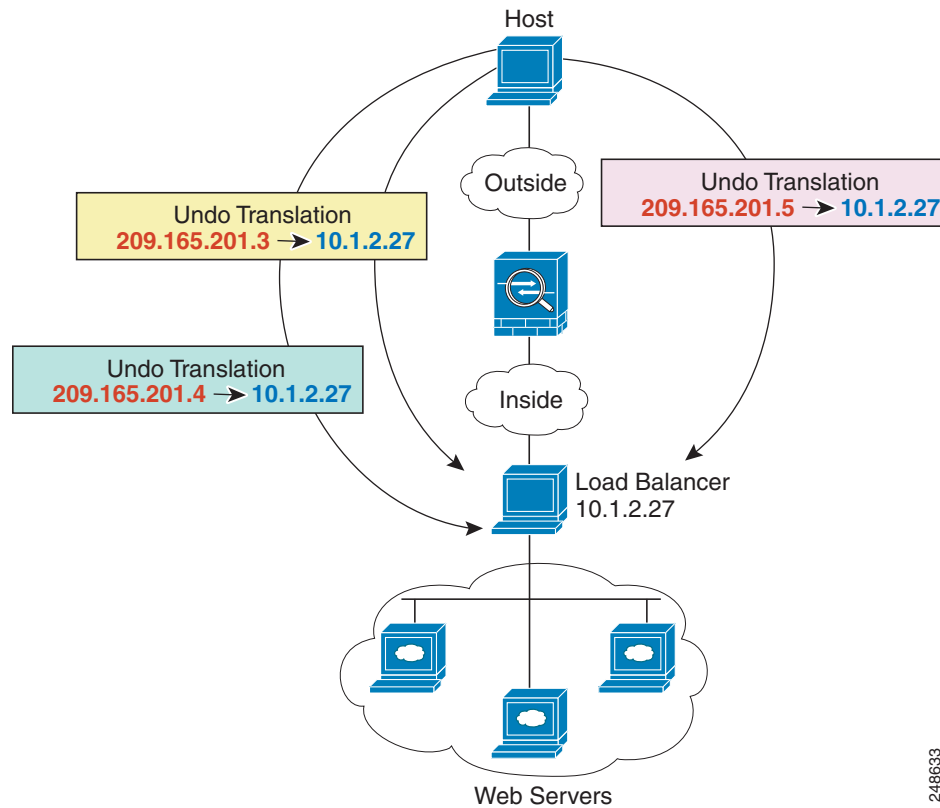 Host
Outside
Undo Translation
209.165.201.3 → 10.1.2.27
Undo Translation
209.165.201.5 → 10.1.2.27
Undo Translation
209.165.201.4 → 10.1.2.27
Inside
Load Balancer
10.1.2.27
Web Servers
248633